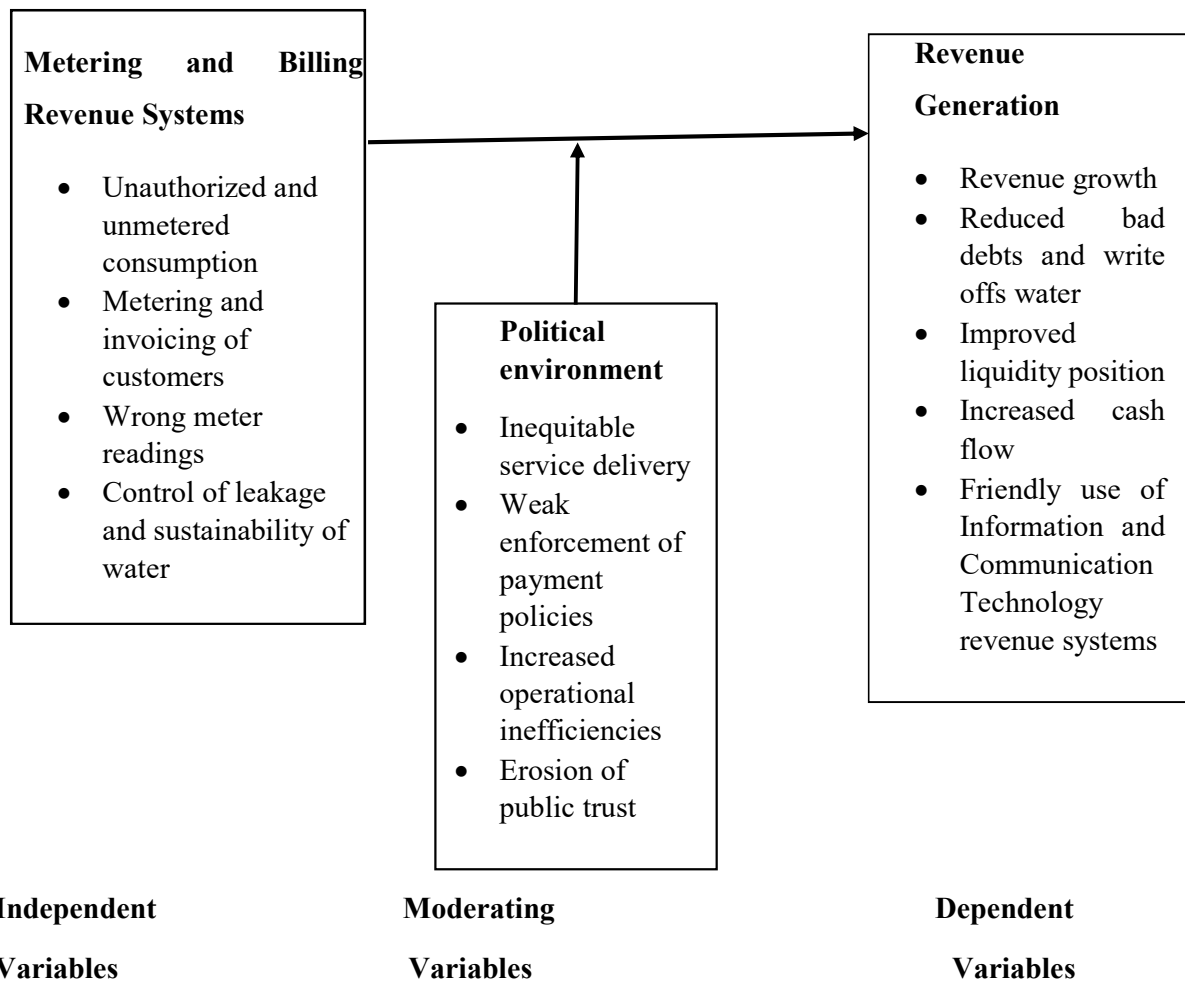 Metering and Billing
Revenue Systems
• Unauthorized and
unmetered
consumption
• Metering and
invoicing of
customers
• Wrong meter
readings
• Control of leakage
and sustainability of
water
Political
environment
• Inequitable
service delivery
• Weak
enforcement of
payment
policies
• Increased
operational
inefficiencies
• Erosion of
public trust
Revenue
Generation
• Revenue growth
• Reduced bad
debts and write
offs water
• Improved
liquidity position
• Increased cash
flow
• Friendly use of
Information and
Communication
Technology
revenue systems
Independent
Variables
Moderating
Variables
Dependent
Variables